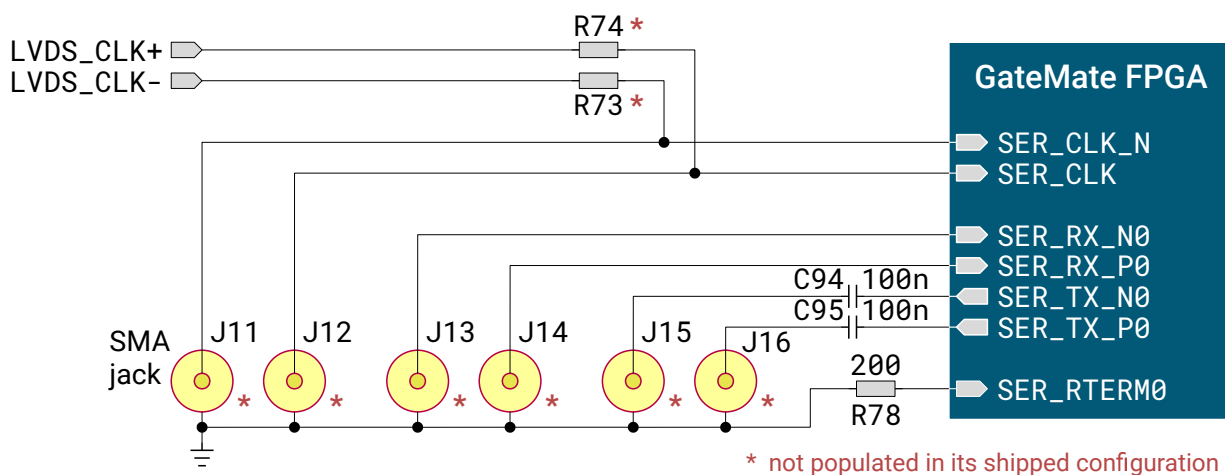 R74 *
LVDS_CLK+
LVDS_CLK-
R73 *
GateMate FPGA
SER_CLK_N
SER_CLK
SER_RX_N0
SER_RX_P0
C94 100n
SER_TX_N0
C95 100n
SER_TX_P0
SMA
jack
J11
J12
J13
J14
J15
J16
200
SER_RTERM0
R78
* * * * * *
* not populated in its shipped configuration